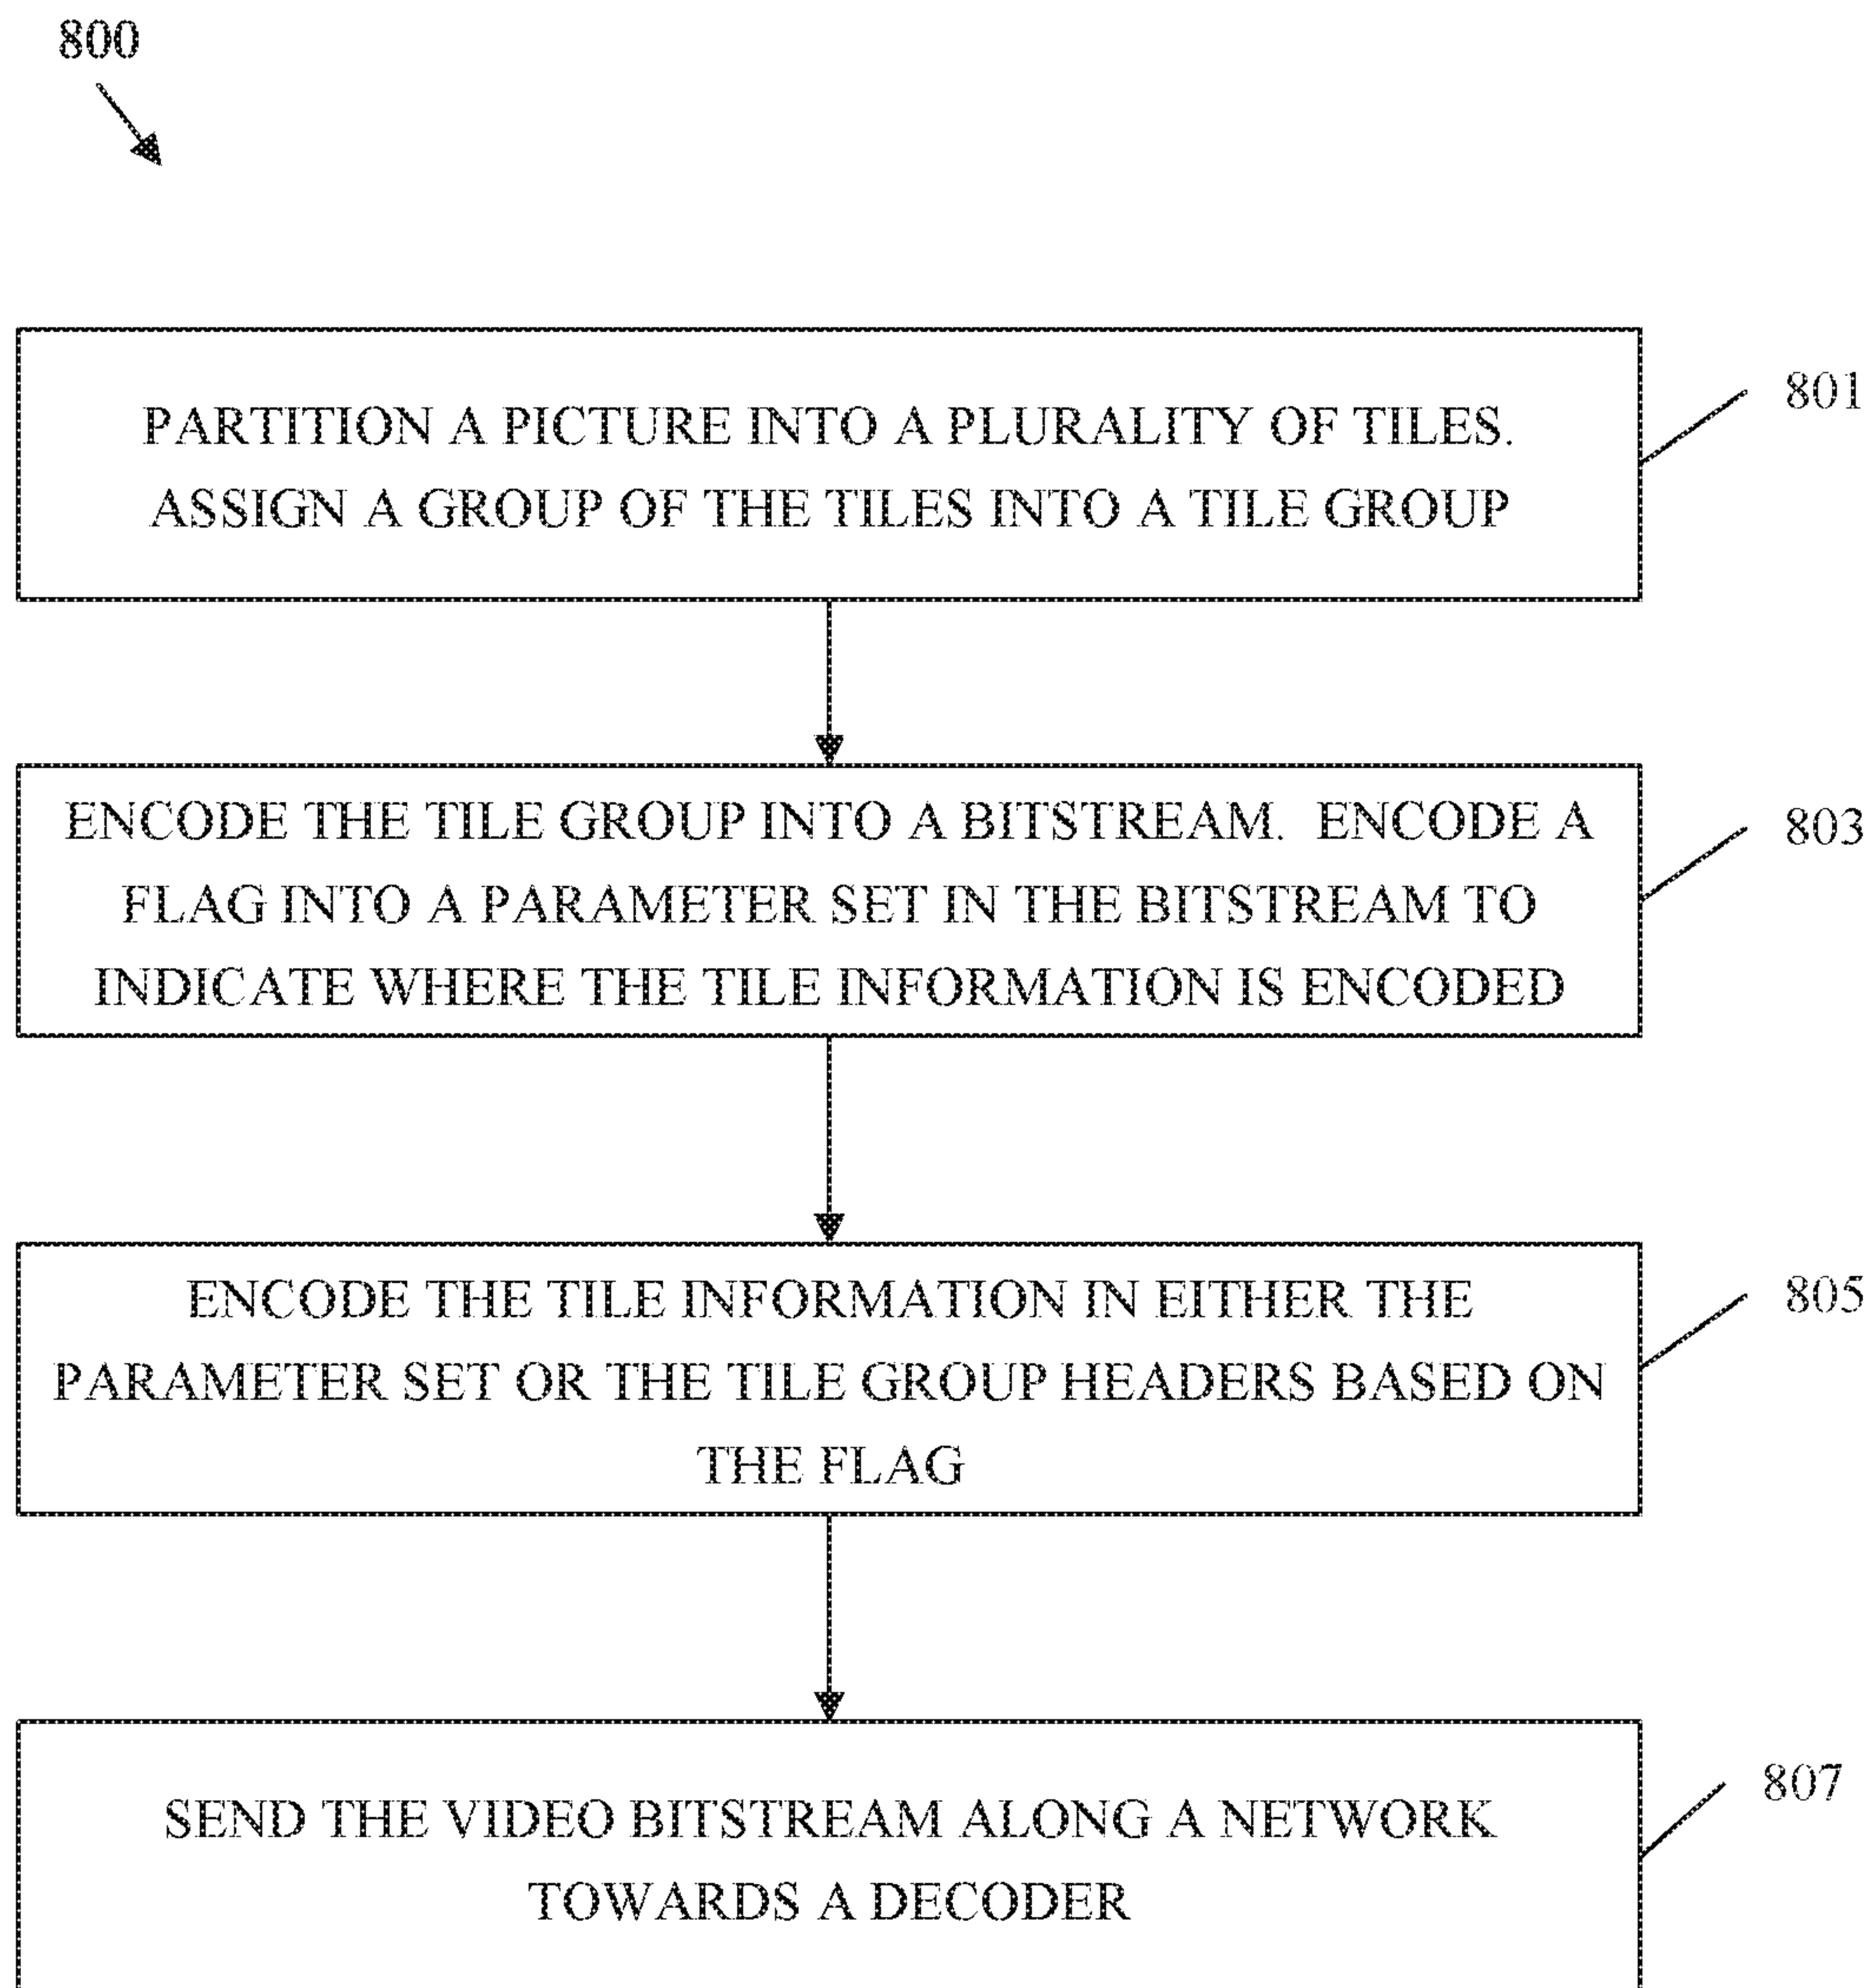 800
PARTITION A PICTURE INTO A PLURALITY OF TILES.
ASSIGN A GROUP OF THE TILES INTO A TILE GROUP
801
ENCODE THE TILE GROUP INTO A BITSTREAM. ENCODE A
FLAG INTO A PARAMETER SET IN THE BITSTREAM TO
INDICATE WHERE THE TILE INFORMATION IS ENCODED
803
ENCODE THE TILE INFORMATION IN EITHER THE
PARAMETER SET OR THE TILE GROUP HEADERS BASED ON
THE FLAG
805
SEND THE VIDEO BITSTREAM ALONG A NETWORK
TOWARDS A DECODER
807